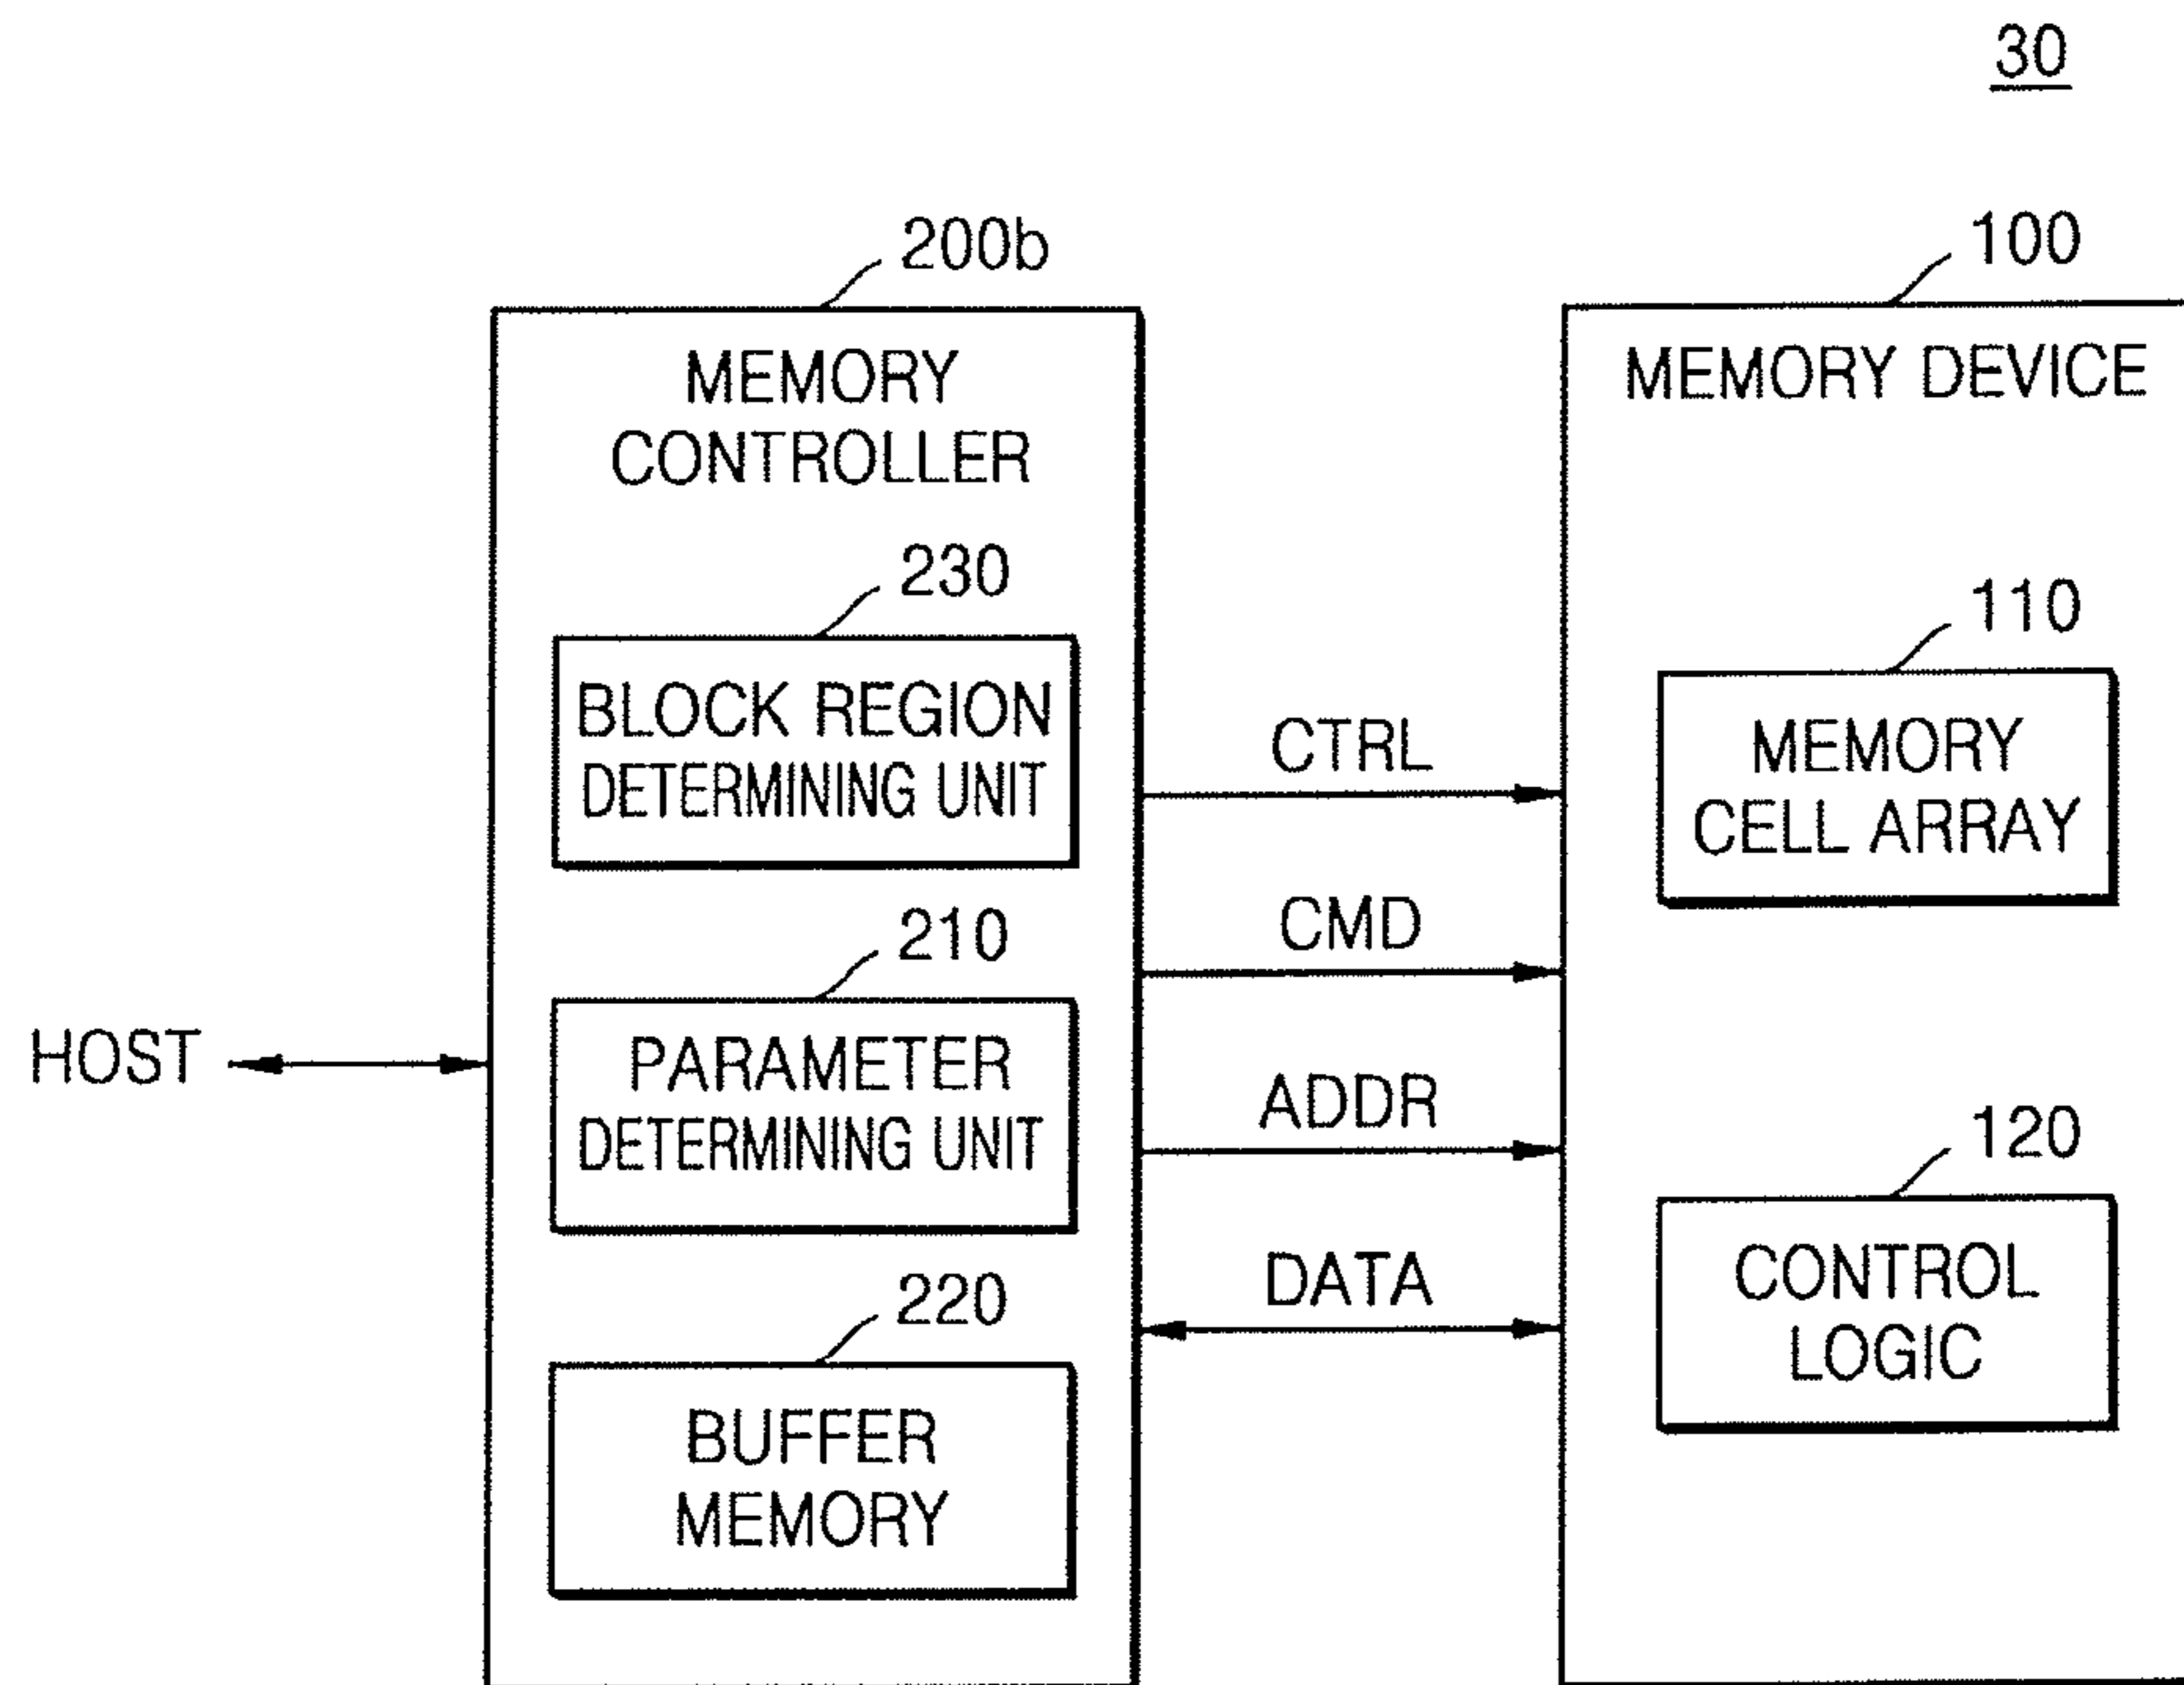 30
200b
100
MEMORY
CONTROLLER
MEMORY DEVICE
230
BLOCK REGION
DETERMINING UNIT
110
MEMORY
CELL ARRAY
CTRL
CMD
ADDR
DATA
HOST
210
PARAMETER
DETERMINING UNIT
120
CONTROL
LOGIC
220
BUFFER
MEMORY